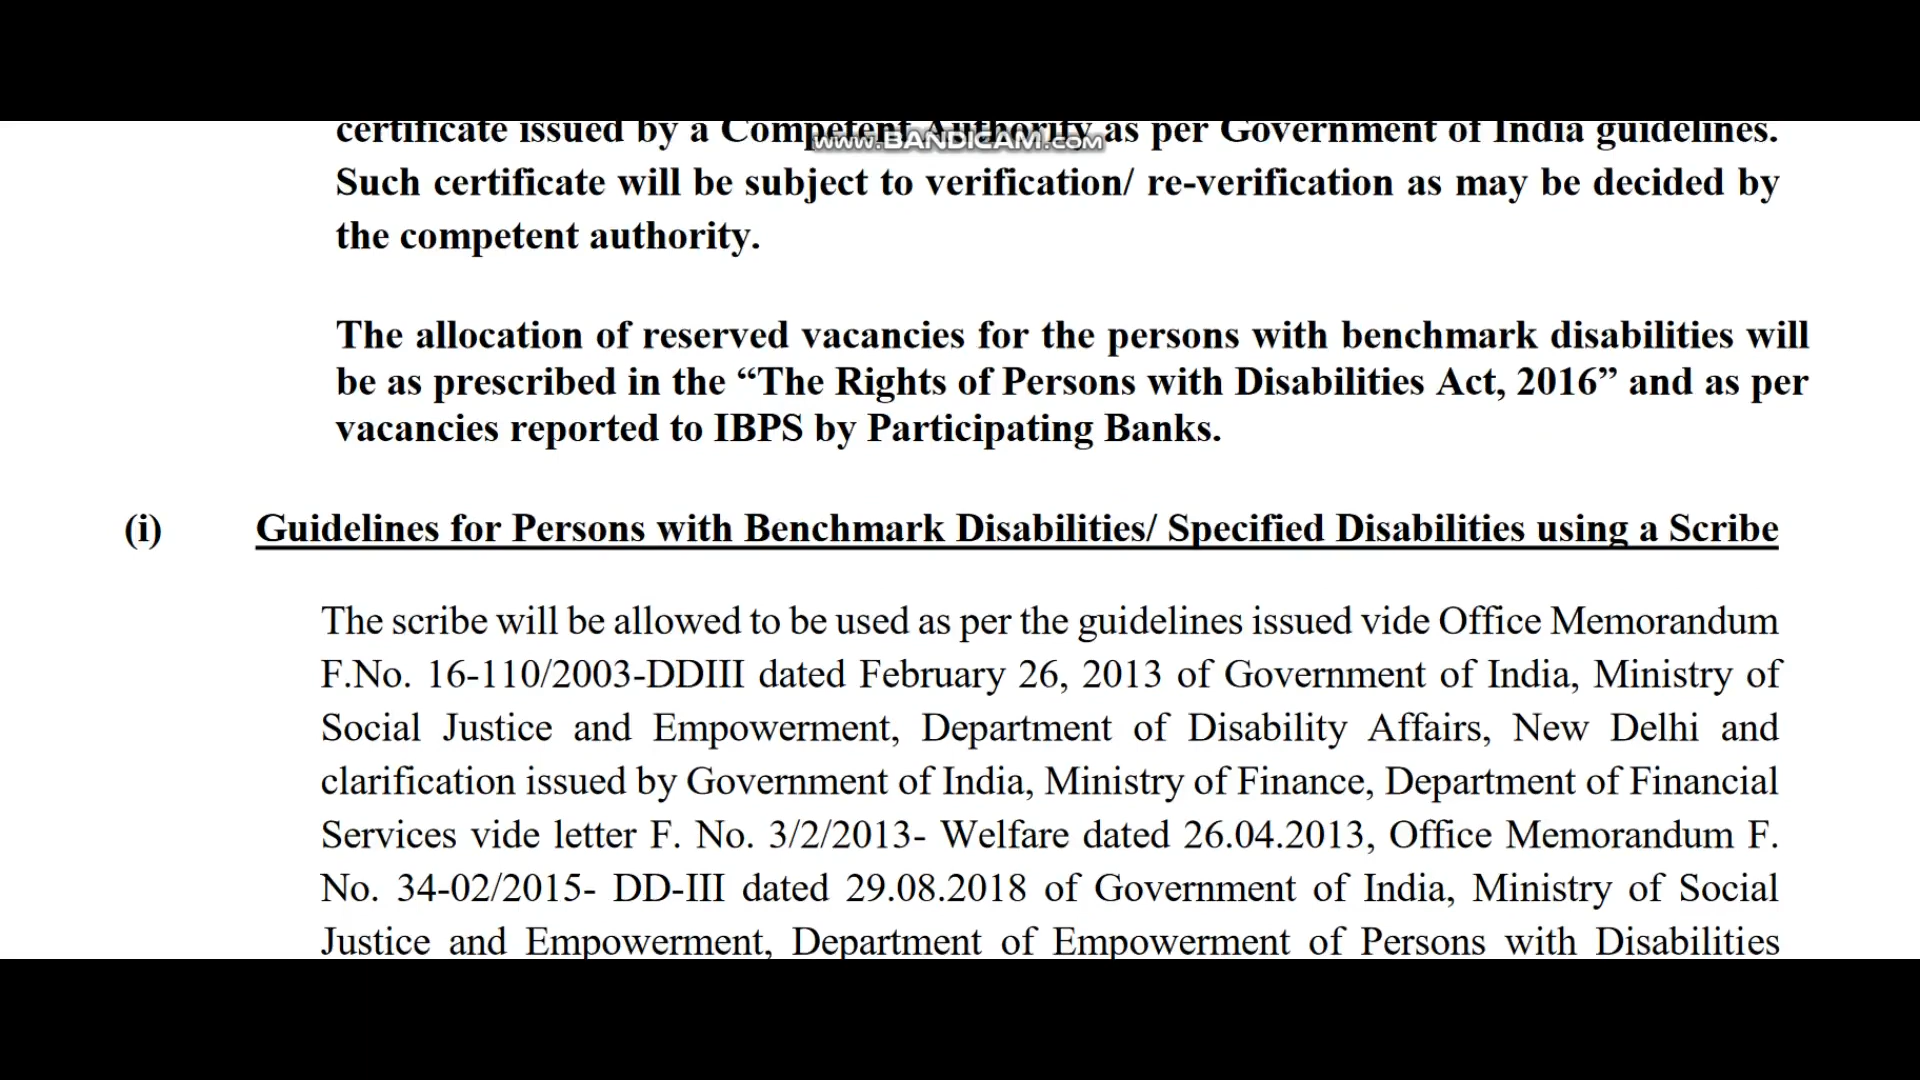 certificate issued by a Competent Authority as per Government of India guidelines.
www.BANDICAM.com
Such certificate will be subject to verification/ re-verification as may be decided by
the competent authority.
The allocation of reserved vacancies for the persons with benchmark disabilities will
be as prescribed in the “The Rights of Persons with Disabilities Act, 2016” and as per
vacancies reported to IBPS by Participating Banks.
(i) Guidelines for Persons with Benchmark Disabilities/ Specified Disabilities using a Scribe
The scribe will be allowed to be used as per the guidelines issued vide Office Memorandum
F.No. 16-110/2003-DDIII dated February 26, 2013 of Government of India, Ministry of
Social Justice and Empowerment, Department of Disability Affairs, New Delhi and
clarification issued by Government of India, Ministry of Finance, Department of Financial
Services vide letter F. No. 3/2/2013- Welfare dated 26.04.2013, Office Memorandum F.
No. 34-02/2015- DD-III dated 29.08.2018 of Government of India, Ministry of Social
Justice and Empowerment, Department of Empowerment of Persons with Disabilities